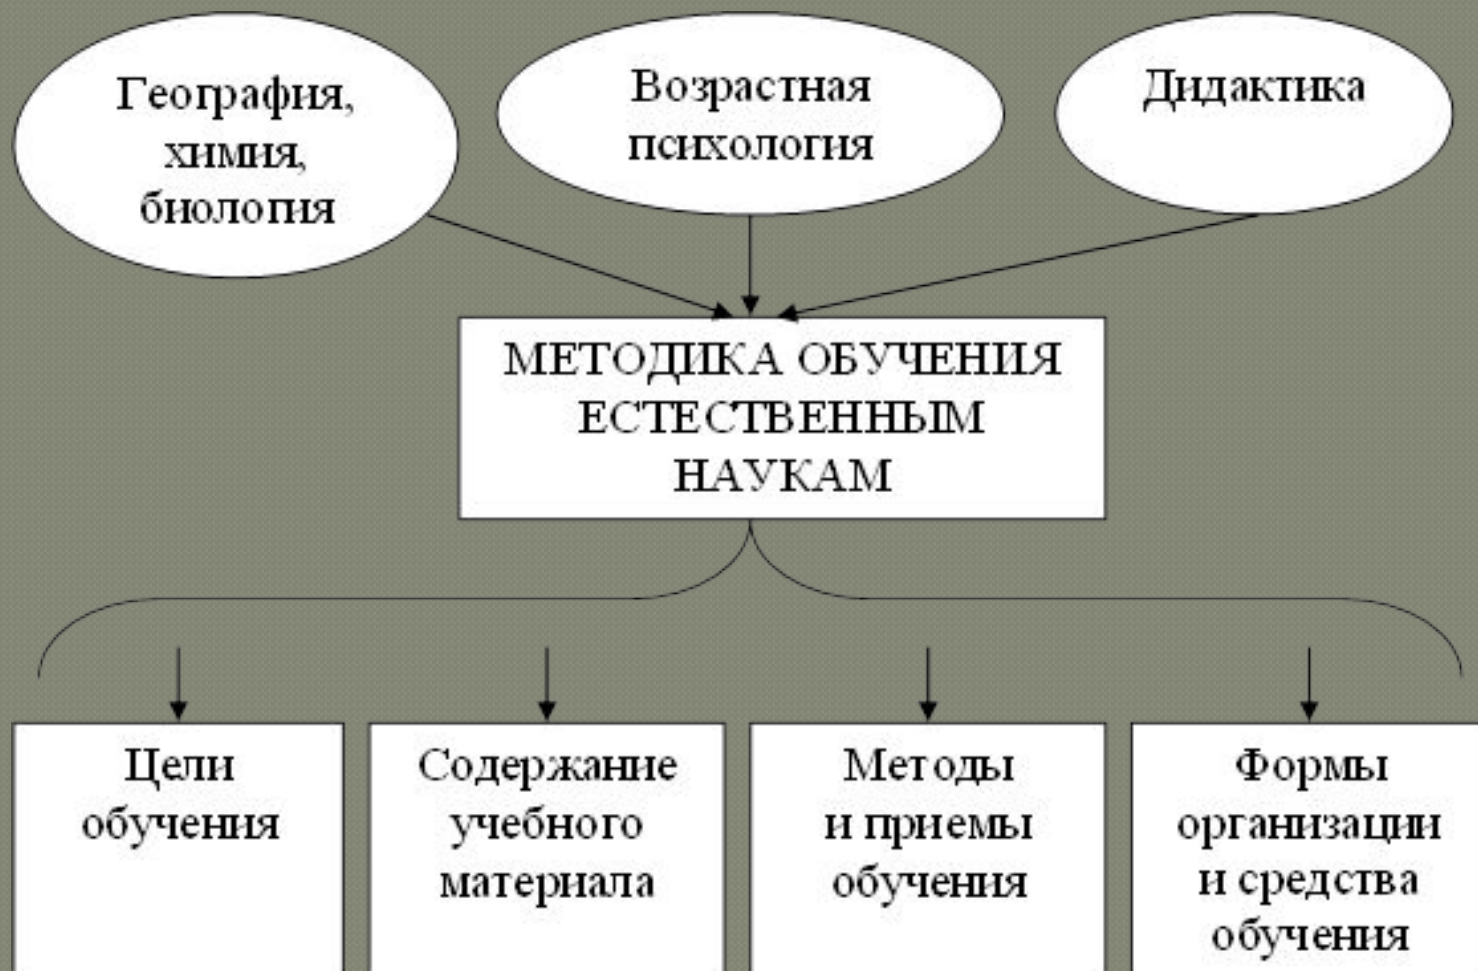 География,
химия,
биология
Возрастная
психология
Дидактика
МЕТОДИКА ОБУЧЕНИЯ
ЕСТЕСТВЕННЫМ
НАУКАМ
Цели
обучения
Содержание
учебного
материала
Методы
и приемы
обучения
Формы
организации
и средства
обучения